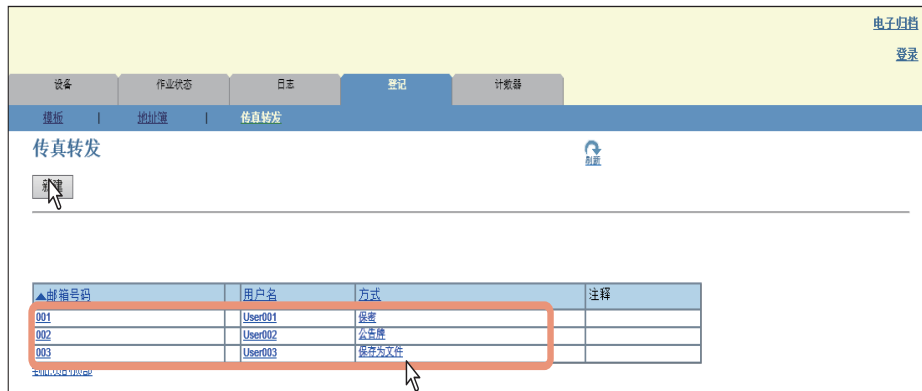 电子归档
登录
设备 作业状态 日志 登记 计数器
模板 | 地址簿 | 传真转发
传真转发
刷新
新建
▲邮箱号码 用户名 方式 注释
001 User001 保密
002 User002 公告牌
003 User003 保存为文件